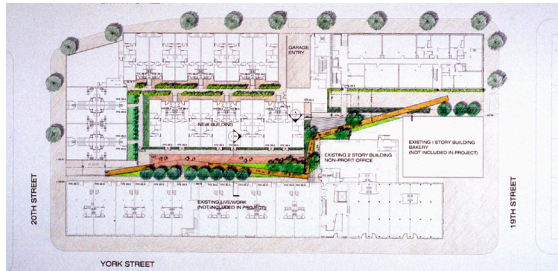 GARAGE
ENTRY
NEW BUILDING
EXISTING 2 STORY BUILDING
NON-PROFIT OFFICE
EXISTING 1 STORY BUILDING
BAKERY
(NOT INCLUDED IN PROJECT)
EXISTING LIVE/WORK
(NOT INCLUDED IN PROJECT)
20TH STREET
19TH STREET
YORK STREET